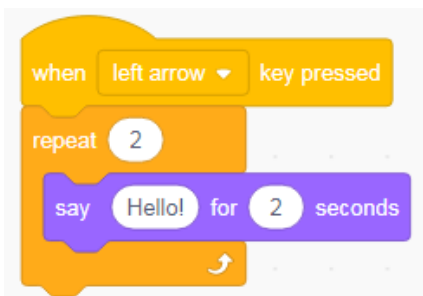 when left arrow key pressed
repeat 2
say Hello! for 2 seconds